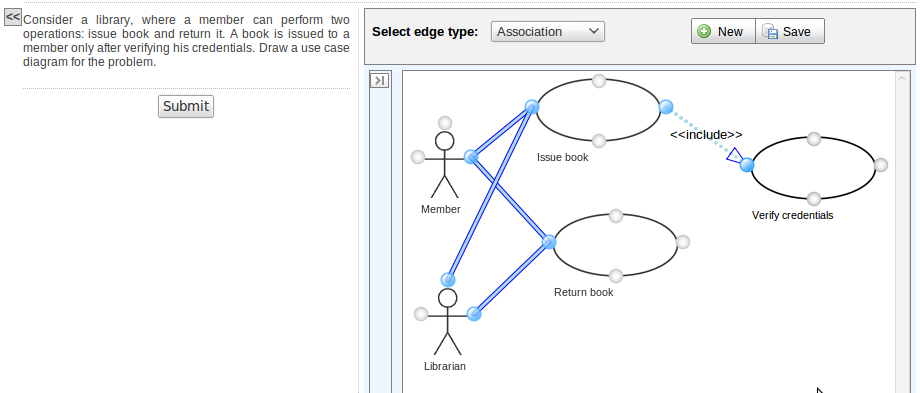 <<
Consider a library, where a member can perform two
operations: issue book and return it. A book is issued to a
member only after verifying his credentials. Draw a use case
diagram for the problem.
Submit
Select edge type:
Association
New
Save
>|
<<include>>
Issue book
Member
Verify credentials
Return book
Librarian